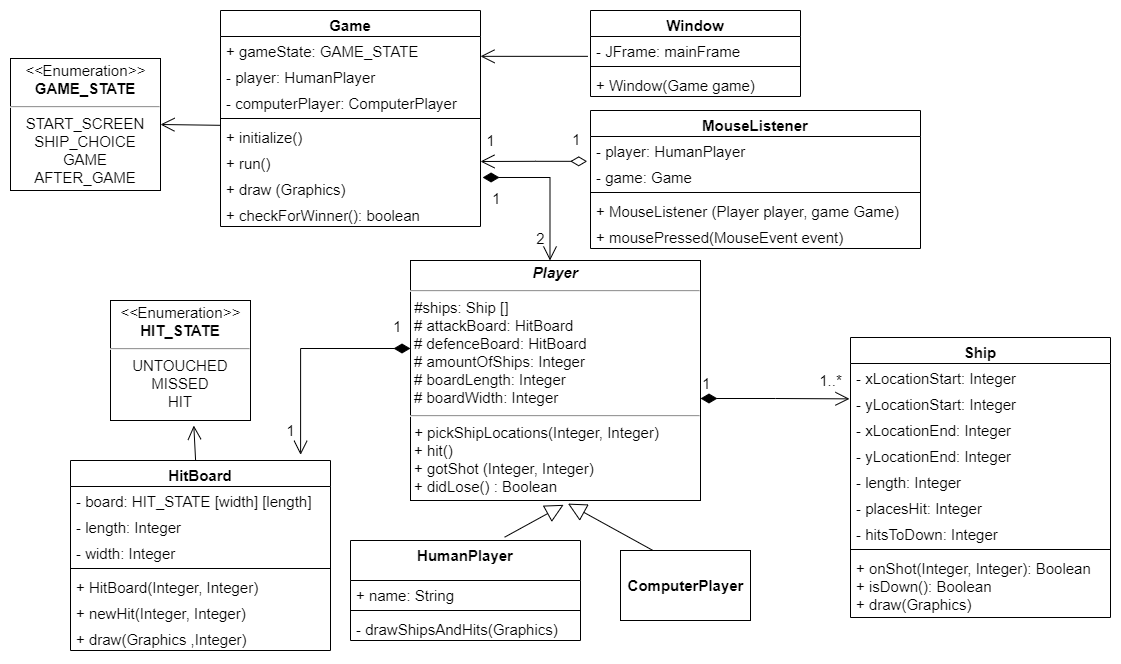 Game
+ gameState: GAME_STATE
- player: HumanPlayer
- computerPlayer: ComputerPlayer
+ initialize()
+ run()
+ draw (Graphics)
+ checkForWinner(): boolean
Window
- JFrame: mainFrame
+ Window(Game game)
<<Enumeration>>
GAME_STATE
START_SCREEN
SHIP_CHOICE
GAME
AFTER_GAME
MouseListener
- player: HumanPlayer
- game: Game
+ MouseListener (Player player, game Game)
+ mousePressed(MouseEvent event)
1
1
1
2
Player
#ships: Ship []
# attackBoard: HitBoard
# defenceBoard: HitBoard
# amountOfShips: Integer
# boardLength: Integer
# boardWidth: Integer
+ pickShipLocations(Integer, Integer)
+ hit()
+ gotShot (Integer, Integer)
+ didLose() : Boolean
<<Enumeration>>
HIT_STATE
UNTOUCHED
MISSED
HIT
1
1
1
1..*
Ship
- xLocationStart: Integer
- yLocationStart: Integer
- xLocationEnd: Integer
- yLocationEnd: Integer
- length: Integer
- placesHit: Integer
- hitsToDown: Integer
+ onShot(Integer, Integer): Boolean
+ isDown(): Boolean
+ draw(Graphics)
HitBoard
- board: HIT_STATE [width] [length]
- length: Integer
- width: Integer
+ HitBoard(Integer, Integer)
+ newHit(Integer, Integer)
+ draw(Graphics ,Integer)
HumanPlayer
+ name: String
- drawShipsAndHits(Graphics)
ComputerPlayer